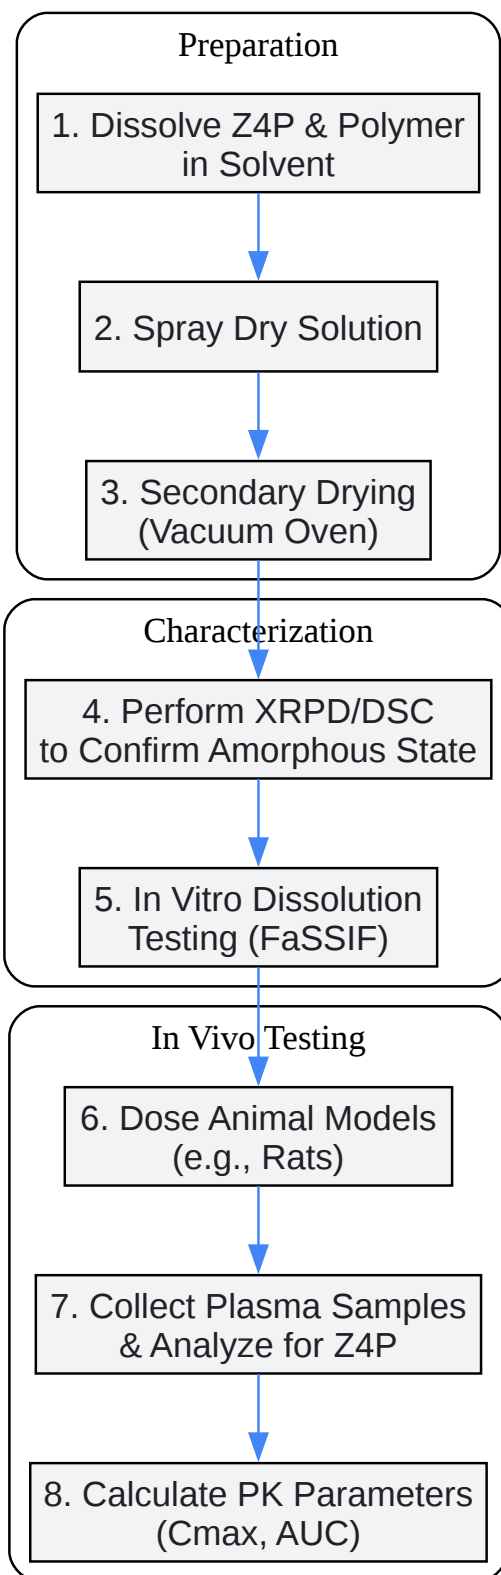 Preparation
1. Dissolve Z4P & Polymer
in Solvent
2. Spray Dry Solution
3. Secondary Drying
(Vacuum Oven)
Characterization
4. Perform XRPD/DSC
to Confirm Amorphous State
5. In Vitro Dissolution
Testing (FaSSIF)
In Vivo Testing
6. Dose Animal Models
(e.g., Rats)
7. Collect Plasma Samples
& Analyze for Z4P
8. Calculate PK Parameters
(Cmax, AUC)